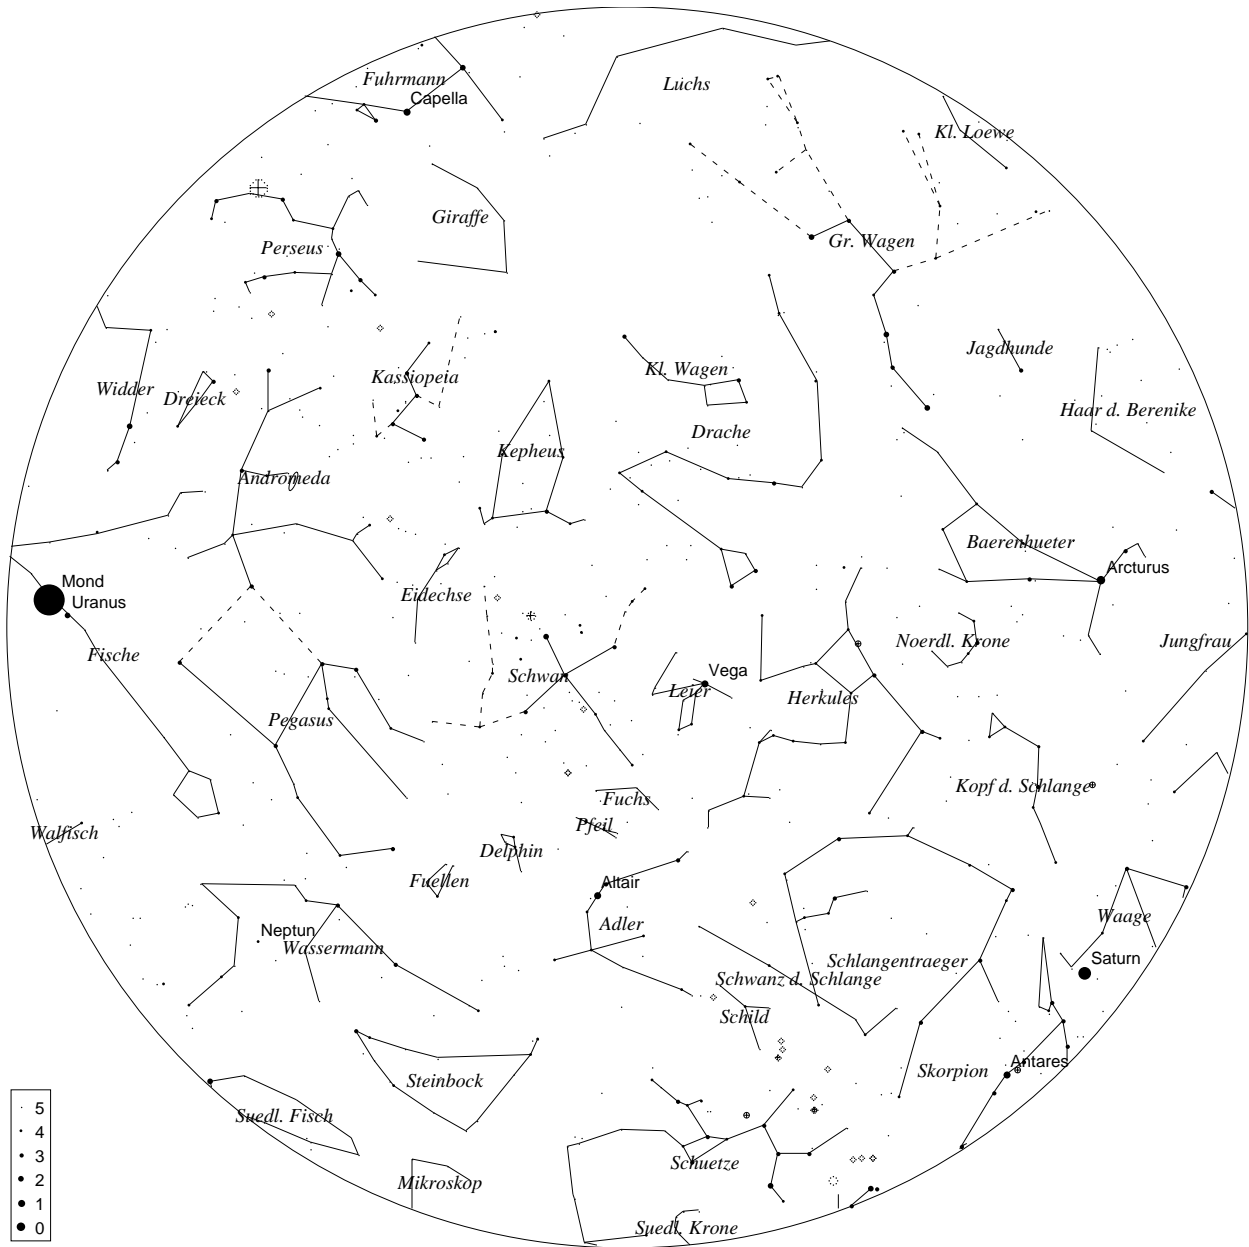 Fuhrmann
Luchs
Capella
Kl. Loewe
Giraffe
Perseus
Gr. Wagen
Jagdhunde
Kl. Wagen
Kassiopeia
Widder
Dreieck
Haar d. Berenike
Drache
Kepheus
Andromeda
Baerenhueter
Arcturus
Mond
Eidechse
Uranus
Noerdl. Krone
Jungfrau
Fische
Vega
Schwan
Leier
Herkules
Pegasus
Kopf d. Schlange
Fuchs
Pfeil
Walfisch
Delphin
Fuellen
Altair
Waage
Adler
Neptun
Wassermann
Saturn
Schlangentraeger
Schwanz d. Schlange
Schild
Antares
Skorpion
Steinbock
5
Suedl. Fisch
4
3
Schuetze
2
Mikroskop
1
0
Suedl. Krone